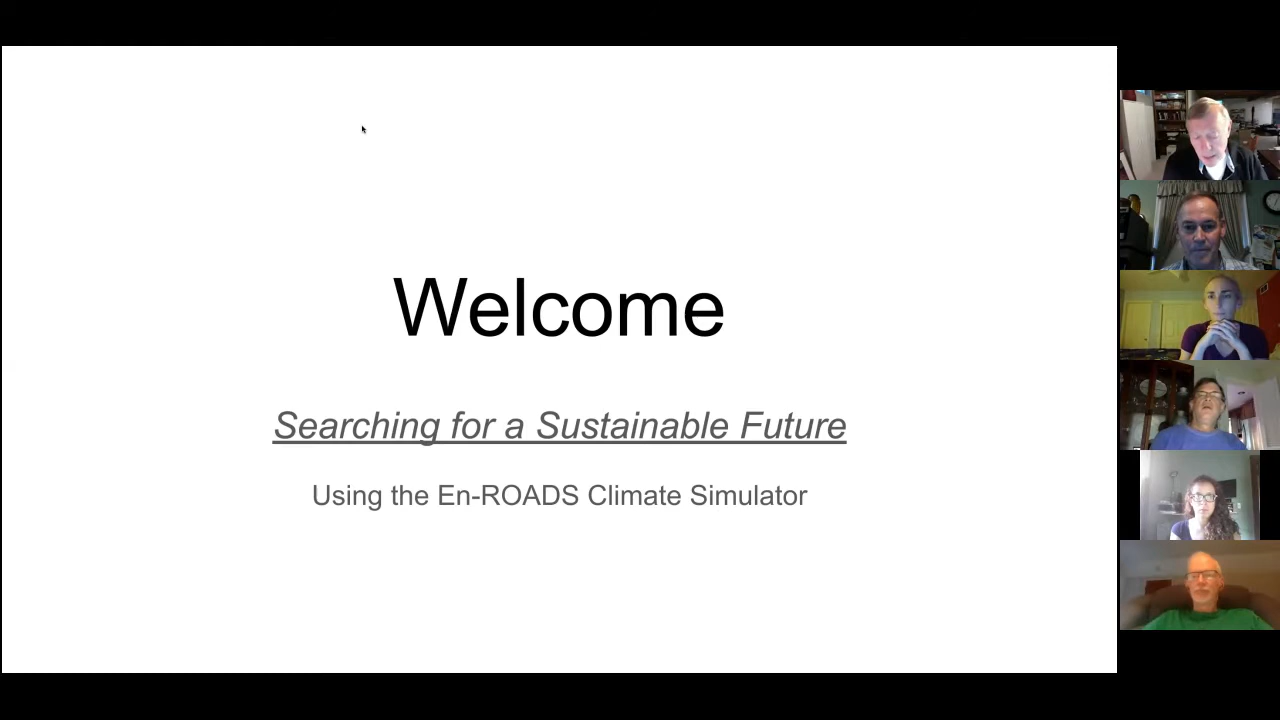 Welcome
Searching for a Sustainable Future
Using the En-ROADS Climate Simulator